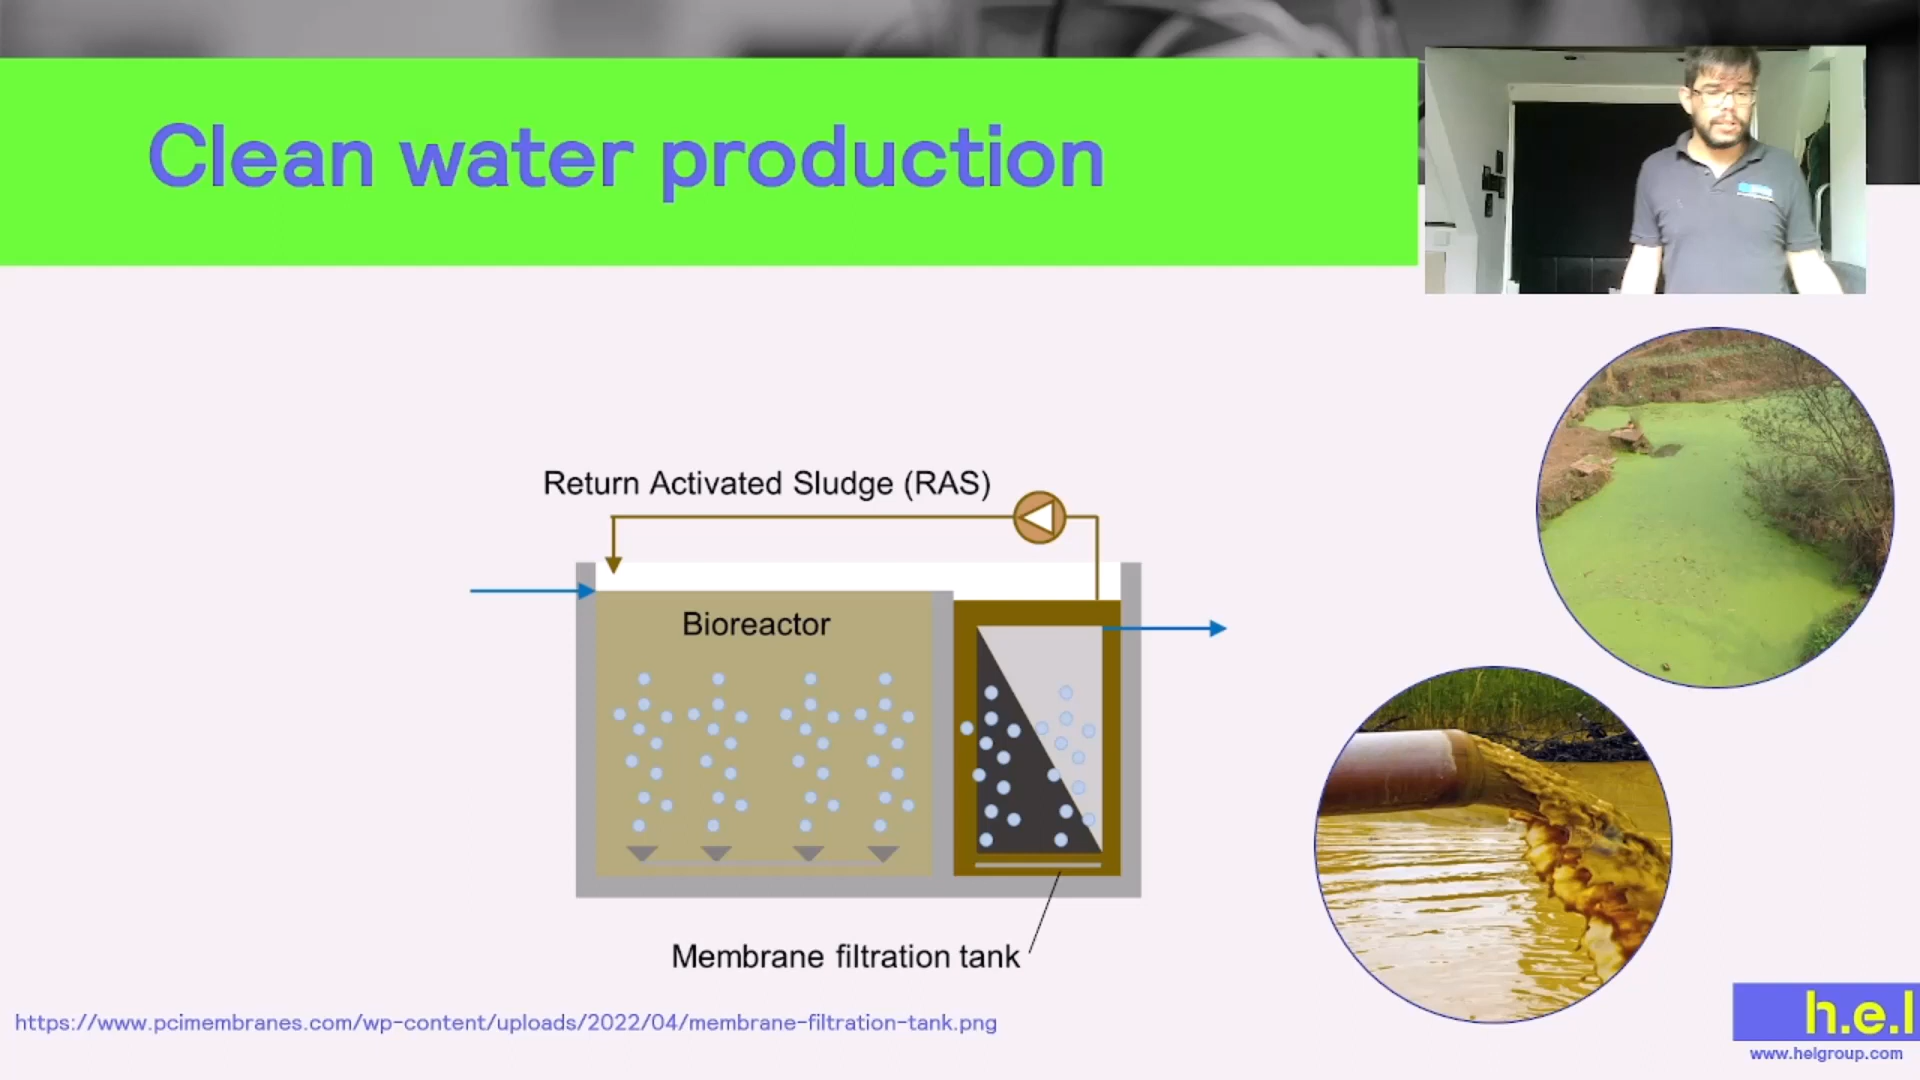 Clean water production
Return Activated Sludge (RAS)
Bioreactor
Membrane filtration tank
https://www.pcimembranes.com/wp-content/uploads/2022/04/membrane-filtration-tank.png
h.e.l
www.helgroup.com